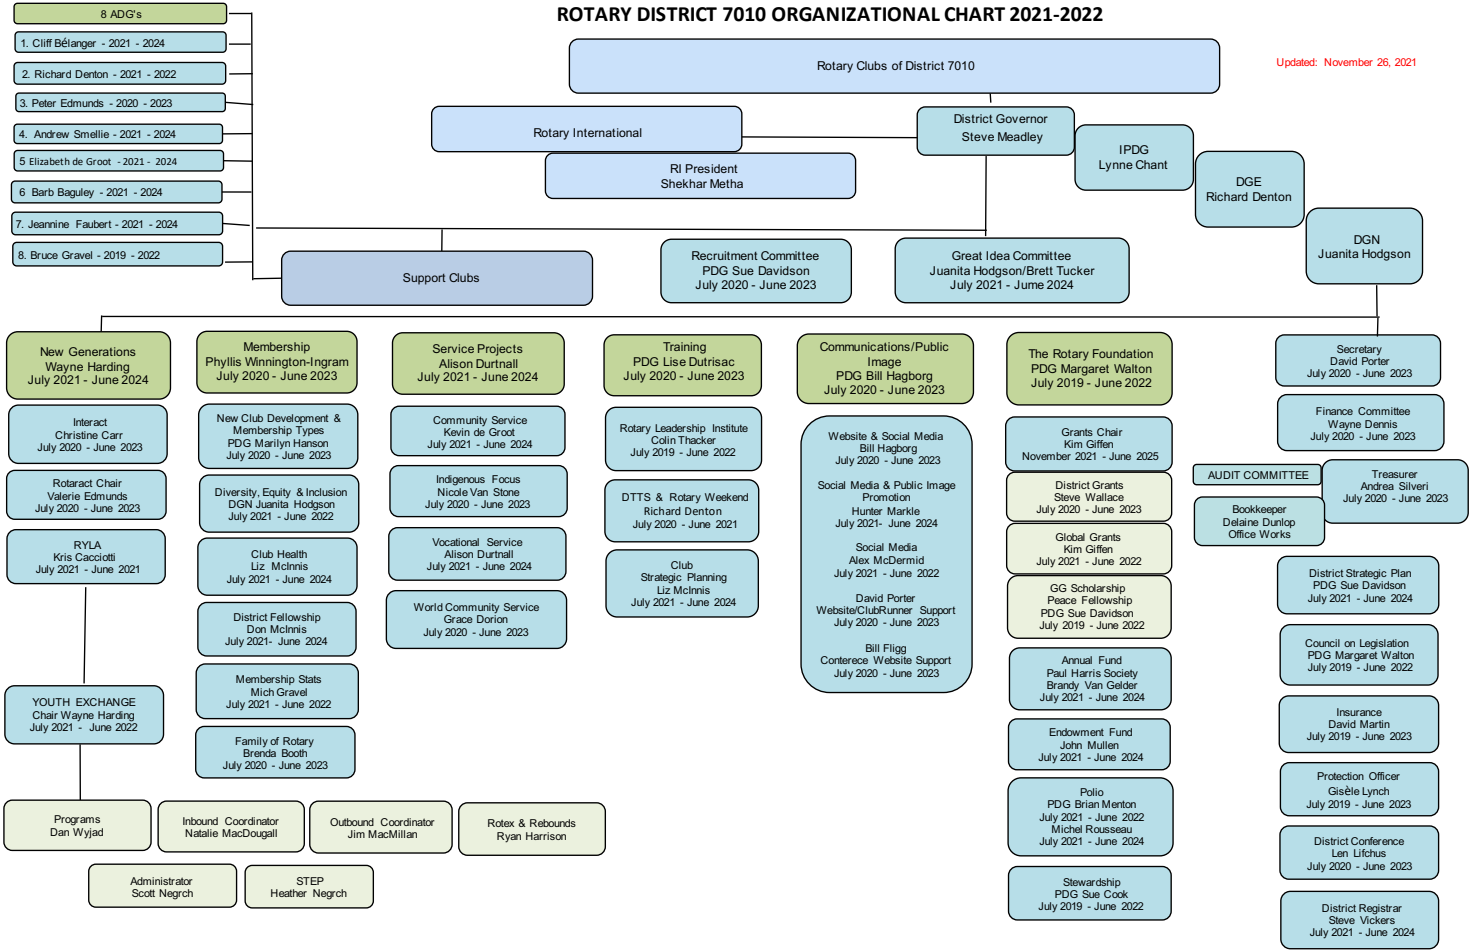 ROTARY DISTRICT 7010 ORGANIZATIONAL CHART 2021-2022
Updated: November 26, 2021
8 ADG's
1. Cliff Bélanger - 2021 - 2024
2. Richard Denton - 2021 - 2022
3. Peter Edmunds - 2020 - 2023
4. Andrew Smellie - 2021 - 2024
5 Elizabeth de Groot - 2021 - 2024
6 Barb Baguley - 2021 - 2024
7. Jeannine Faubert - 2021 - 2024
8. Bruce Gravel - 2019 - 2022
Rotary Clubs of District 7010
Rotary International
RI President
Shekhar Metha
District Governor
Steve Meadley
IPDG
Lynne Chant
DGE
Richard Denton
DGN
Juanita Hodgson
Support Clubs
Recruitment Committee
PDG Sue Davidson
July 2020 - June 2023
Great Idea Committee
Juanita Hodgson/Brett Tucker
July 2021 - Jume 2024
New Generations
Wayne Harding
July 2021 - June 2024
Interact
Christine Carr
July 2020 - June 2023
Rotaract Chair
Valerie Edmunds
July 2020 - June 2023
RYLA
Kris Cacciotti
July 2021 - June 2021
YOUTH EXCHANGE
Chair Wayne Harding
July 2021 - June 2022
Programs
Dan Wyjad
Inbound Coordinator
Natalie MacDougall
Outbound Coordinator
Jim MacMillan
Rotex & Rebounds
Ryan Harrison
Administrator
Scott Negrch
STEP
Heather Negrch
Membership
Phyllis Winnington-Ingram
July 2020 - June 2023
New Club Development &
Membership Types
PDG Marilyn Hanson
July 2020 - June 2023
Diversity, Equity & Inclusion
DGN Juanita Hodgson
July 2021 - June 2022
Club Health
Liz McInnis
July 2021 - June 2024
District Fellowship
Don McInnis
July 2021- June 2024
Membership Stats
Mich Gravel
July 2021 - June 2022
Family of Rotary
Brenda Booth
July 2020 - June 2023
Service Projects
Alison Durtnall
July 2021 - June 2024
Community Service
Kevin de Groot
July 2021 - June 2024
Indigenous Focus
Nicole Van Stone
July 2020 - June 2023
Vocational Service
Alison Durtnall
July 2021 - June 2024
World Community Service
Grace Dorion
July 2020 - June 2023
Training
PDG Lise Dutrisac
July 2020 - June 2023
Rotary Leadership Institute
Colin Thacker
July 2019 - June 2022
DTTS & Rotary Weekend
Richard Denton
July 2020 - June 2021
Club
Strategic Planning
Liz McInnis
July 2021 - June 2024
Communications/Public
Image
PDG Bill Hagborg
July 2020 - June 2023
Website & Social Media
Bill Hagborg
July 2020 - June 2023
Social Media & Public Image
Promotion
Hunter Markle
July 2021- June 2024
Social Media
Alex McDermid
July 2021 - June 2022
David Porter
Website/ClubRunner Support
July 2020 - June 2023
Bill Fligg
Conterece Website Support
July 2020 - June 2023
The Rotary Foundation
PDG Margaret Walton
July 2019 - June 2022
Grants Chair
Kim Giffen
November 2021 - June 2025
District Grants
Steve Wallace
July 2020 - June 2023
Global Grants
Kim Giffen
July 2021 - June 2022
GG Scholarship
Peace Fellowship
PDG Sue Davidson
July 2019 - June 2022
Annual Fund
Paul Harris Society
Brandy Van Gelder
July 2021 - June 2024
Endowment Fund
John Mullen
July 2021 - June 2024
Polio
PDG Brian Menton
July 2021 - June 2022
Michel Rousseau
July 2021 - June 2024
Stewardship
PDG Sue Cook
July 2019 - June 2022
Secretary
David Porter
July 2020 - June 2023
Finance Committee
Wayne Dennis
July 2020 - June 2023
AUDIT COMMITTEE
Treasurer
Andrea Silveri
July 2020 - June 2023
Bookkeeper
Delaine Dunlop
Office Works
District Strategic Plan
PDG Sue Davidson
July 2021 - June 2024
Council on Legislation
PDG Margaret Walton
July 2019 - June 2022
Insurance
David Martin
July 2019 - June 2023
Protection Officer
Gisèle Lynch
July 2019 - June 2023
District Conference
Len Lifchus
July 2020 - June 2023
District Registrar
Steve Vickers
July 2021 - June 2024